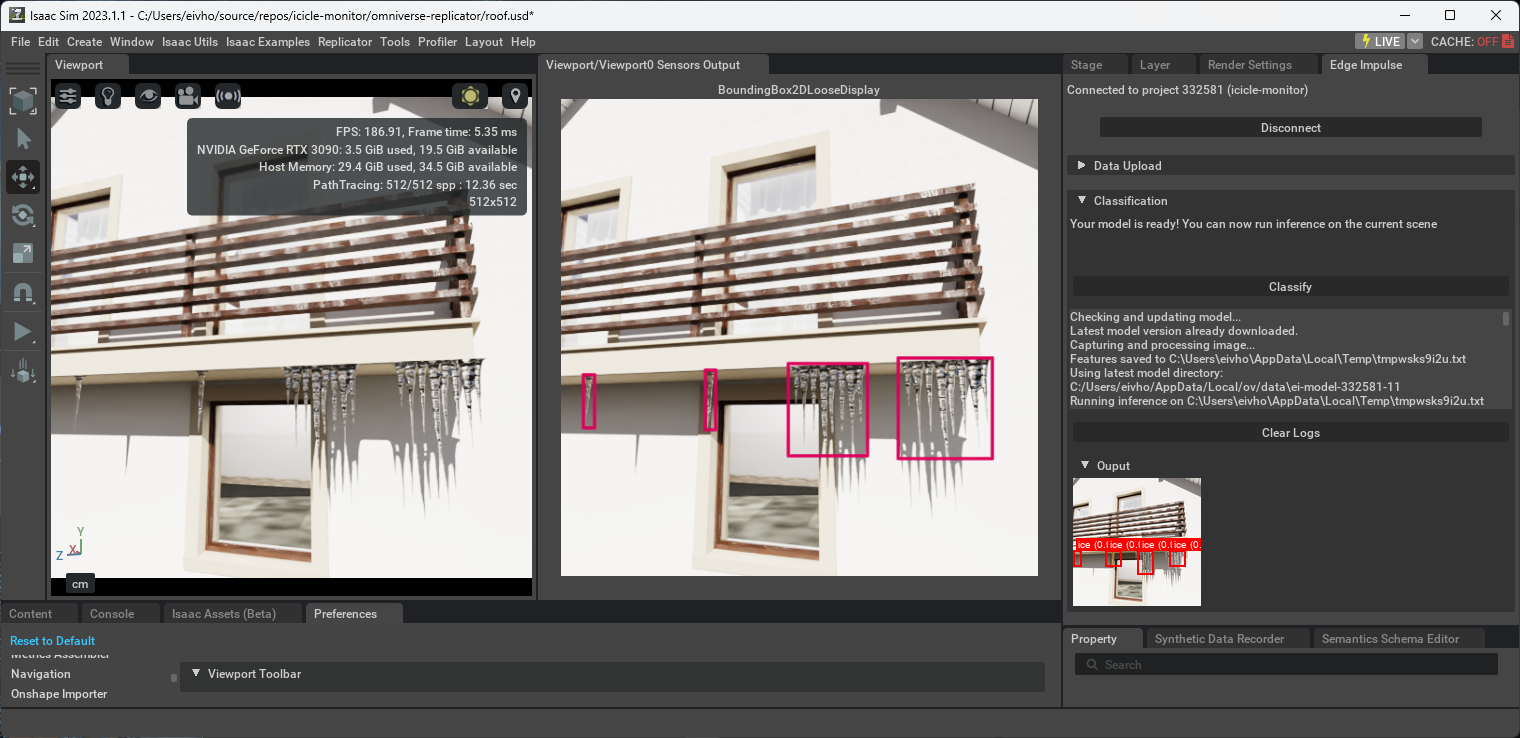 Isaac Sim 2023.1.1 - C:/Users/eivho/source/repos/icicle-monitor/omniverse-replicator/roof.usd*
File Edit Create Window Isaac Utils Isaac Examples Replicator Tools Profiler Layout Help
LIVE CACHE: OFF
Viewport
FPS: 186.91, Frame time: 5.35 ms
NVIDIA GeForce RTX 3090: 3.5 GiB used, 19.5 GiB available
Host Memory: 29.4 GiB used, 34.5 GiB available
PathTracing: 512/512 spp : 12.36 sec
512x512
Y
Z X
cm
Viewport/Viewport0 Sensors Output
BoundingBox2DLooseDisplay
Stage Layer Render Settings Edge Impulse
Connected to project 332581 (icicle-monitor)
Disconnect
Data Upload
Classification
Your model is ready! You can now run inference on the current scene
Classify
Checking and updating model...
Latest model version already downloaded.
Capturing and processing image...
Features saved to C:\Users\eivho\AppData\Local\Temp\tmpwsks9i2u.txt
Using latest model directory:
C:/Users/eivho/AppData/Local/ov/data\ei-model-332581-11
Running inference on C:\Users\eivho\AppData\Local\Temp\tmpwsks9i2u.txt
Clear Logs
Ouput
ice (0. ice (0. ice (0. ice (0.
Content Console Isaac Assets (Beta) Preferences
Reset to Default
Metrics Assembler
Navigation
Onshape Importer
Viewport Toolbar
Property Synthetic Data Recorder Semantics Schema Editor
Search